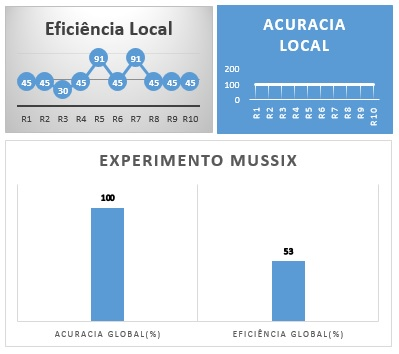 Eficiência Local
91 91
45 45 45 45 45 45 45
30
R1 R2 R3 R4 R5 R6 R7 R8 R9 R10
ACURACIA
LOCAL
200
100
0
R1 R2 R3 R4 R5 R6 R7 R8 R9 R10
EXPERIMENTO MUSSIX
100
53
ACURACIA GLOBAL(%) EFICIÊNCIA GLOBAL(%)